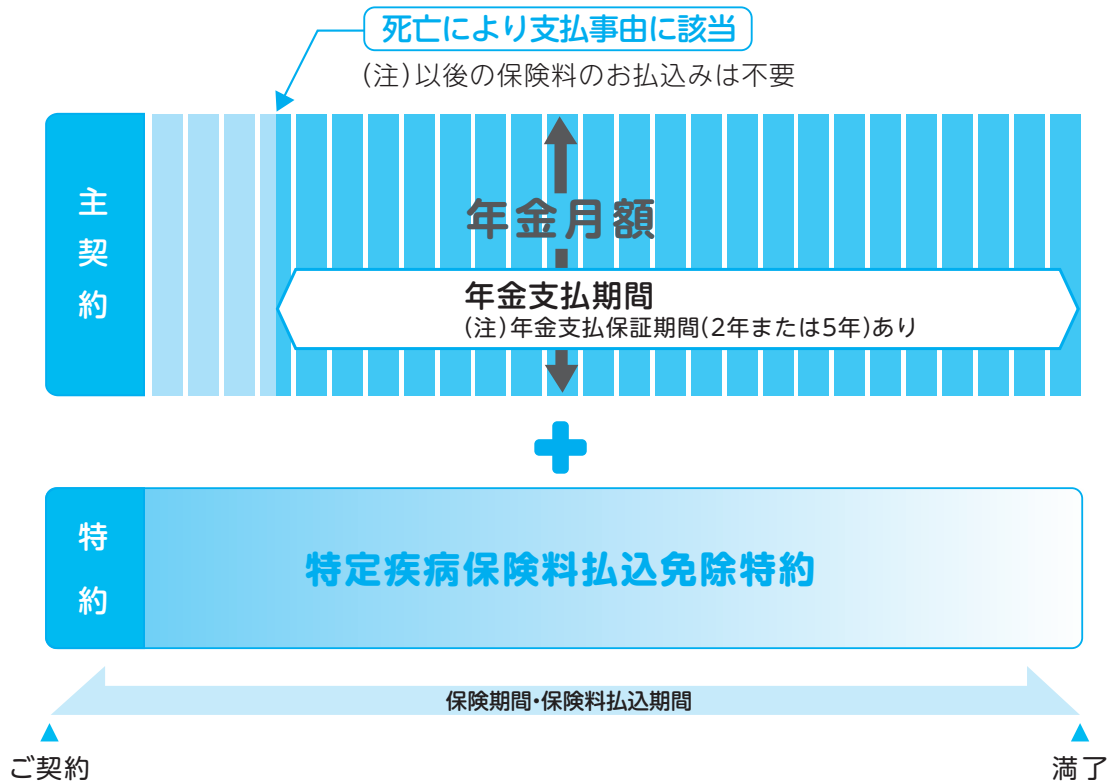 死亡により支払事由に該当
(注)以後の保険料のお払込みは不要
主契約
年金月額
年金支払期間
(注)年金支払保証期間(2年または5年)あり
特約
特定疾病保険料払込免除特約
保険期間・保険料払込期間
ご契約
満了